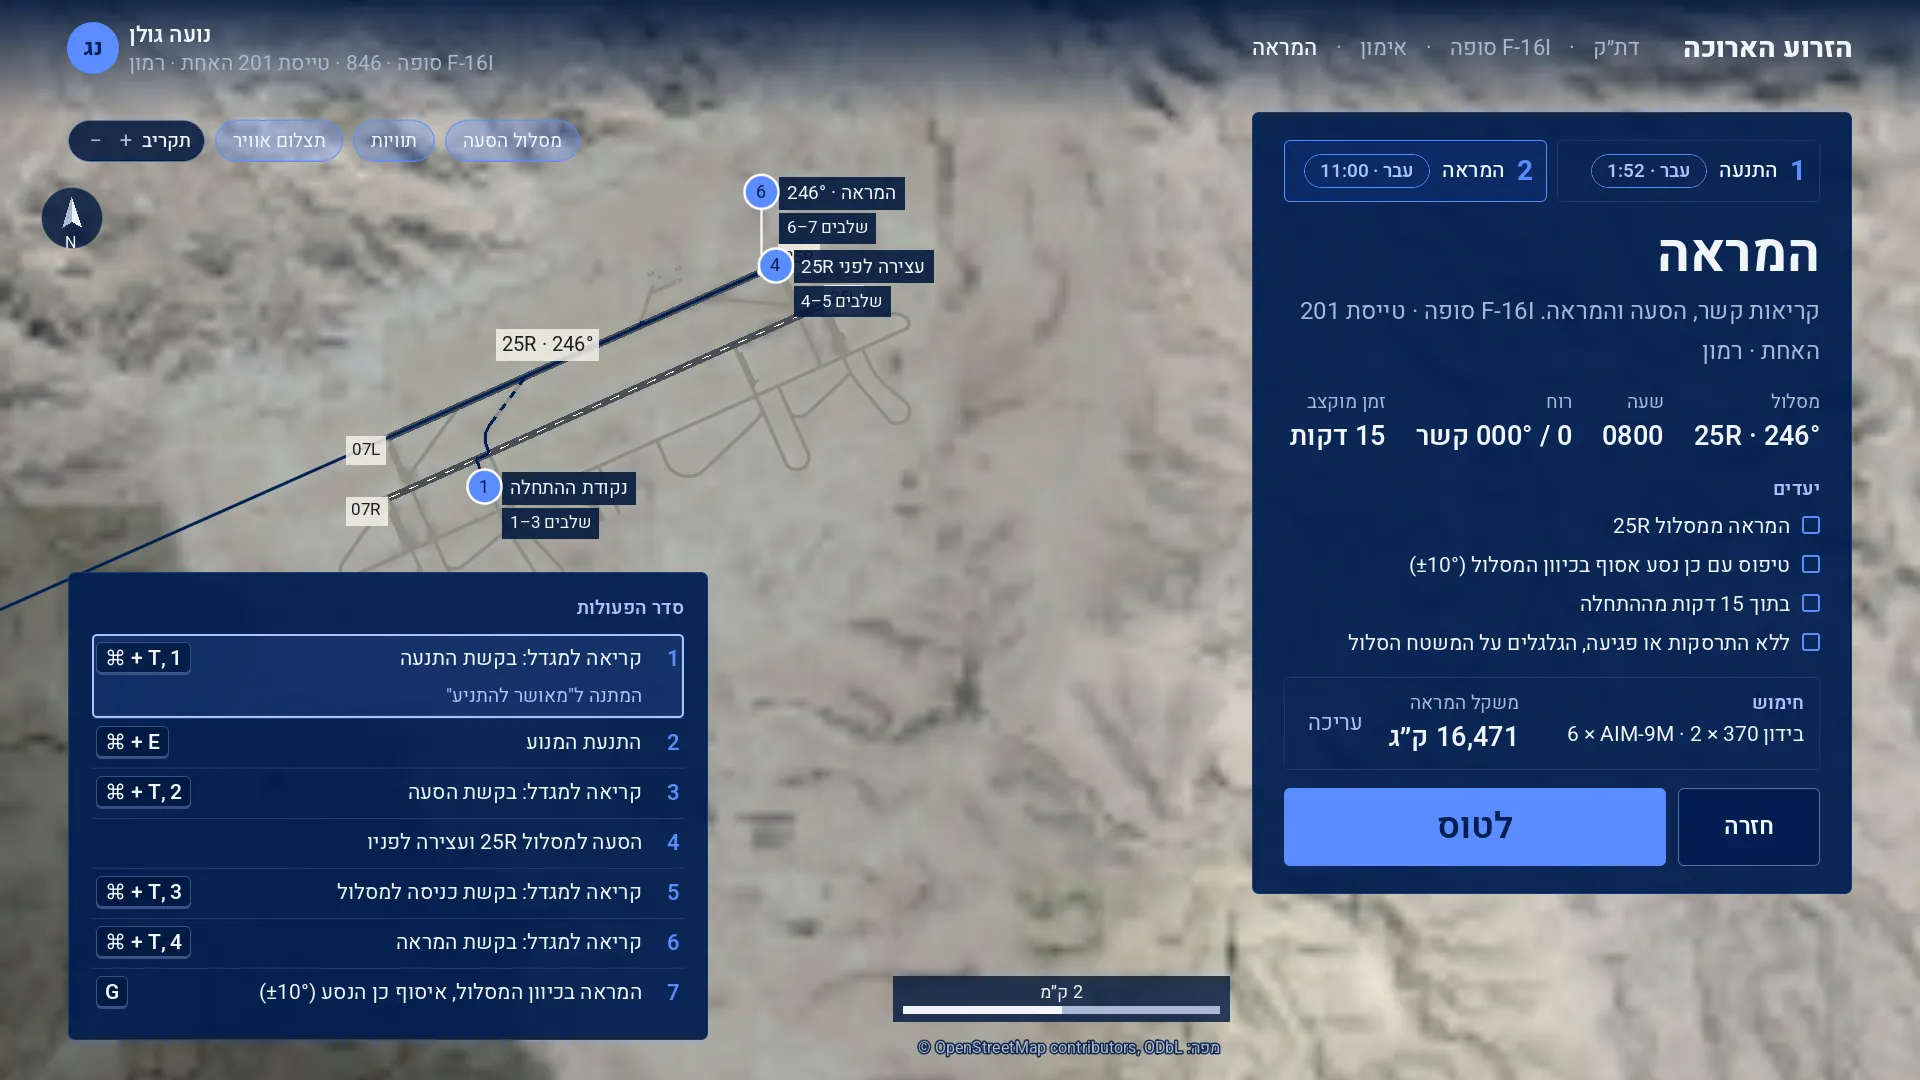 הזרוע הארוכה
דת״ק · F-16I סופה · אימון · המראה
נועה גולן
F-16I סופה · 846 · טייסת 201 האחת · רמון
נג
מסלול הסעה
תוויות
תצלום אוויר
תקריב + −
N
1 התנעה עבר · 1:52
2 המראה עבר · 11:00
המראה
קריאות קשר, הסעה והמראה. F-16I סופה · טייסת 201
האחת · רמון
מסלול
25R · 246°
שעה
0800
רוח
000° / 0 קשר
זמן מוקצב
15 דקות
יעדים
המראה ממסלול 25R
טיפוס עם כן נסע אסוף בכיוון המסלול (±10°)
בתוך 15 דקות מההתחלה
ללא התרסקות או פגיעה, הגלגלים על המשטח הסלול
חימוש
6 × AIM-9M · 2 × 370 בידון
משקל המראה
16,471 ק״ג
עריכה
חזרה
לטוס
6
המראה · 246°
שלבים 6–7
4
עצירה לפני 25R
שלבים 4–5
25R · 246°
07L
07R
1
נקודת ההתחלה
שלבים 1–3
סדר הפעולות
1 קריאה למגדל: בקשת התנעה ⌘ + T, 1
המתנה ל"מאושר להתניע"
2 התנעת המנוע ⌘ + E
3 קריאה למגדל: בקשת הסעה ⌘ + T, 2
4 הסעה למסלול 25R ועצירה לפניו
5 קריאה למגדל: בקשת כניסה למסלול ⌘ + T, 3
6 קריאה למגדל: בקשת המראה ⌘ + T, 4
7 המראה בכיוון המסלול, איסוף כן הנסע (±10°) G
2 ק״מ
מפה: © OpenStreetMap contributors, ODbL